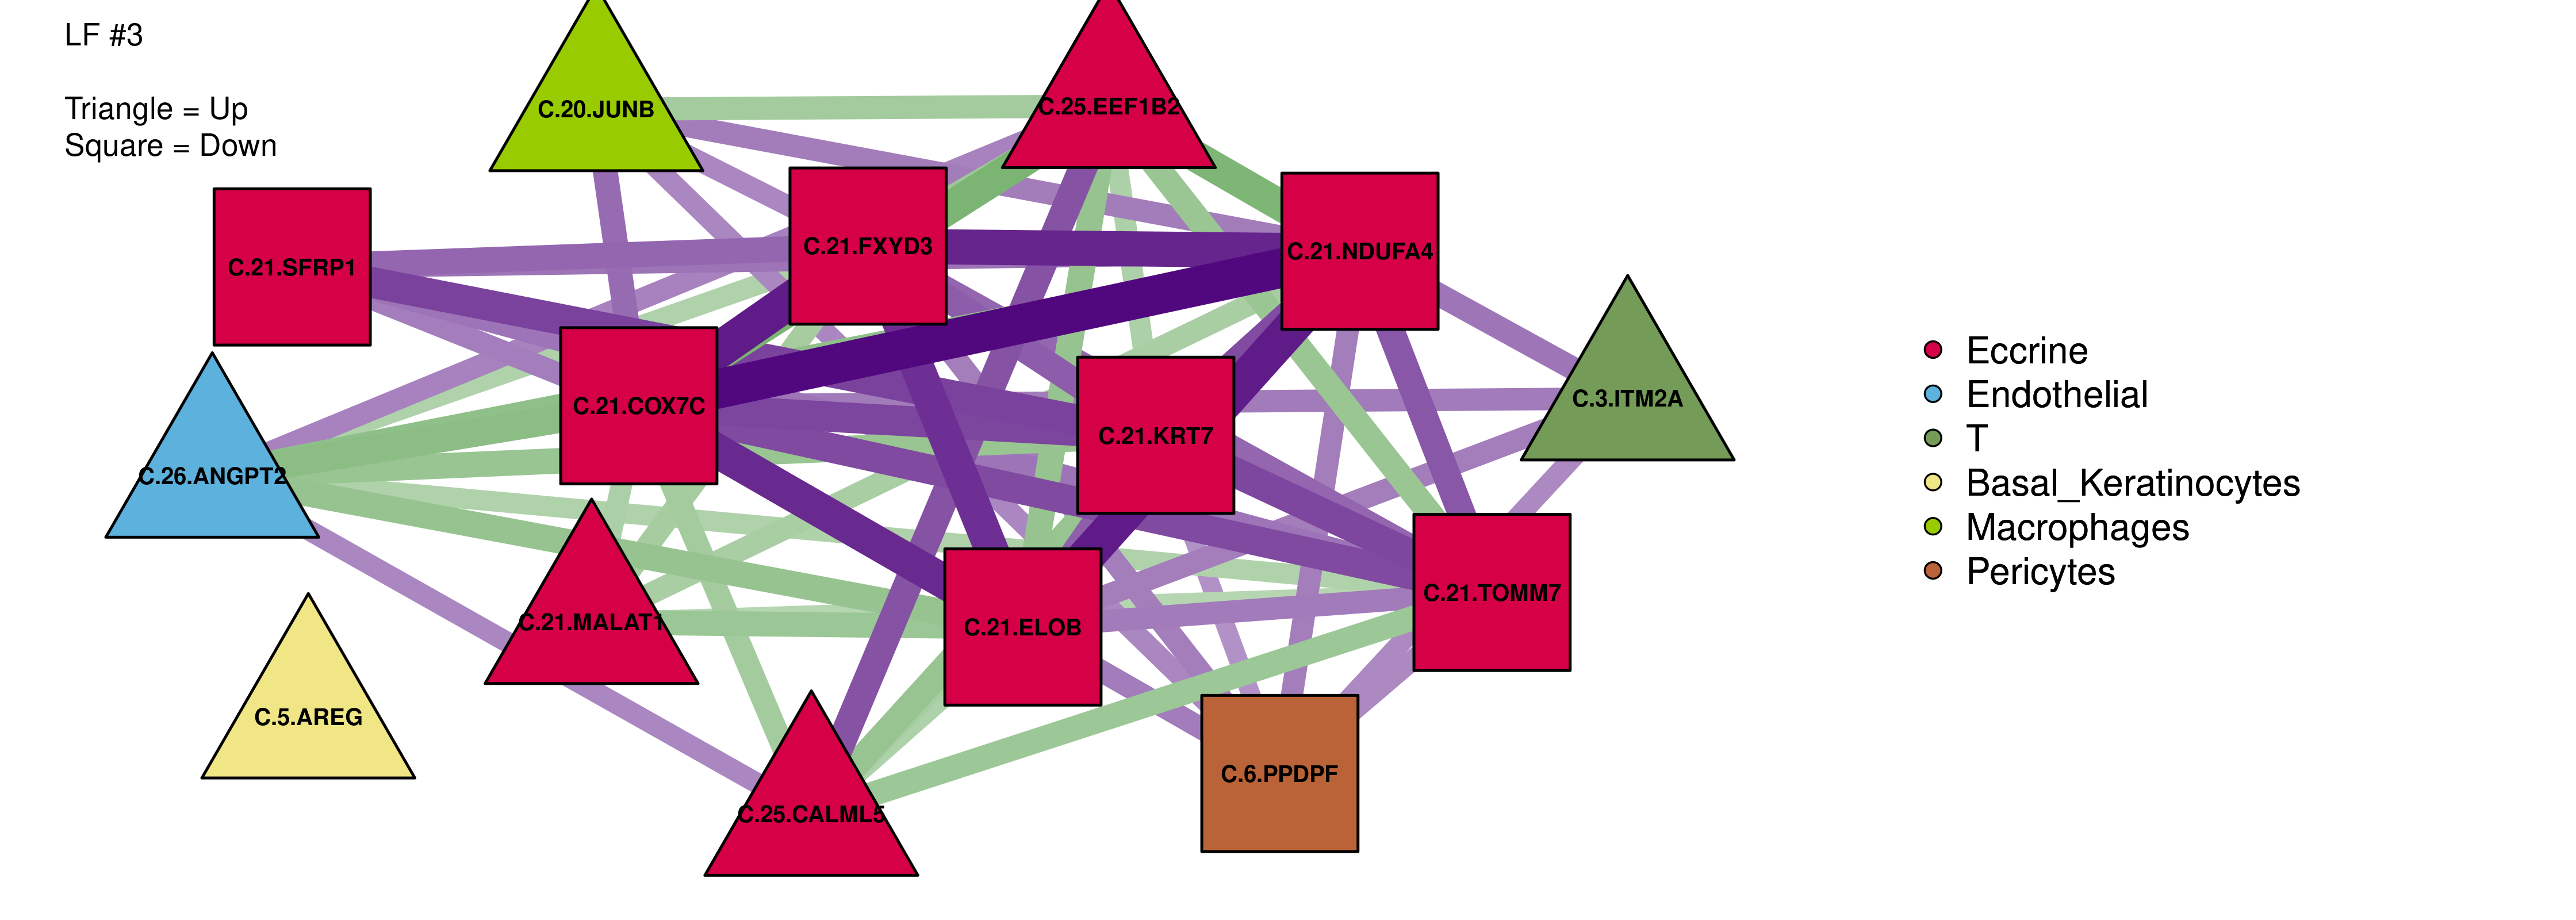 LF #3
Triangle = Up
Square = Down
C.20.JUNB
C.25.EEF1B2
C.21.FXYD3
C.21.NDUFA4
C.21.SFRP1
C.3.ITM2A
C.21.COX7C
C.21.KRT7
C.26.ANGPT2
C.21.TOMM7
C.21.MALAT1
C.21.ELOB
C.5.AREG
C.6.PPDPF
C.25.CALML5
Eccrine
Endothelial
T
Basal_Keratinocytes
Macrophages
Pericytes